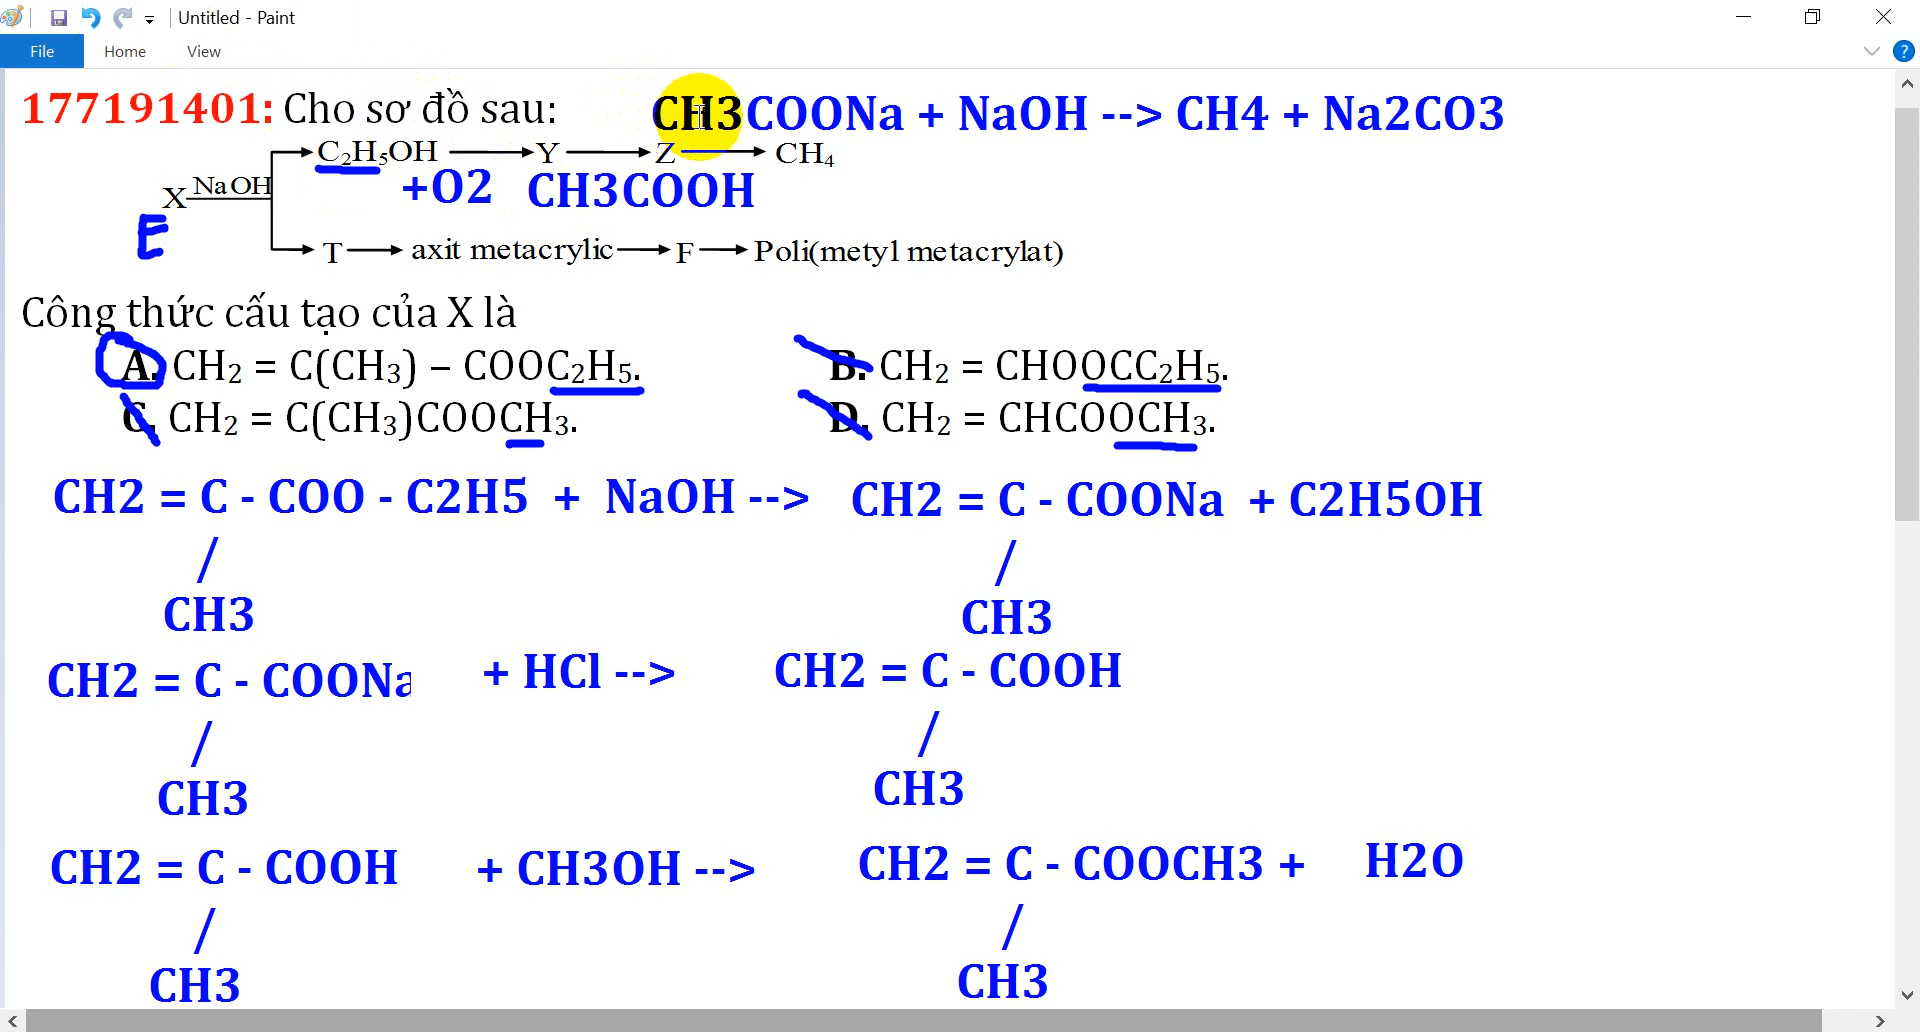 Untitled - Paint
File Home View
177191401: Cho sơ đồ sau: CH3COONa + NaOH --> CH4 + Na2CO3
C₂H₅OH Y Z CH₄
X NaOH +O2 CH3COOH
E
T axit metacrylic F Poli(metyl metacrylat)
Công thức cấu tạo của X là
A. CH₂ = C(CH₃) – COOC₂H₅. B. CH₂ = CHOOCC₂H₅.
C. CH₂ = C(CH₃)COOCH₃. D. CH₂ = CHCOOCH₃.
CH2 = C - COO - C2H5 + NaOH --> CH2 = C - COONa + C2H5OH
/ /
CH3 CH3
CH2 = C - COONa + HCl --> CH2 = C - COOH
/ /
CH3 CH3
CH2 = C - COOH + CH3OH --> CH2 = C - COOCH3 + H2O
/ /
CH3 CH3